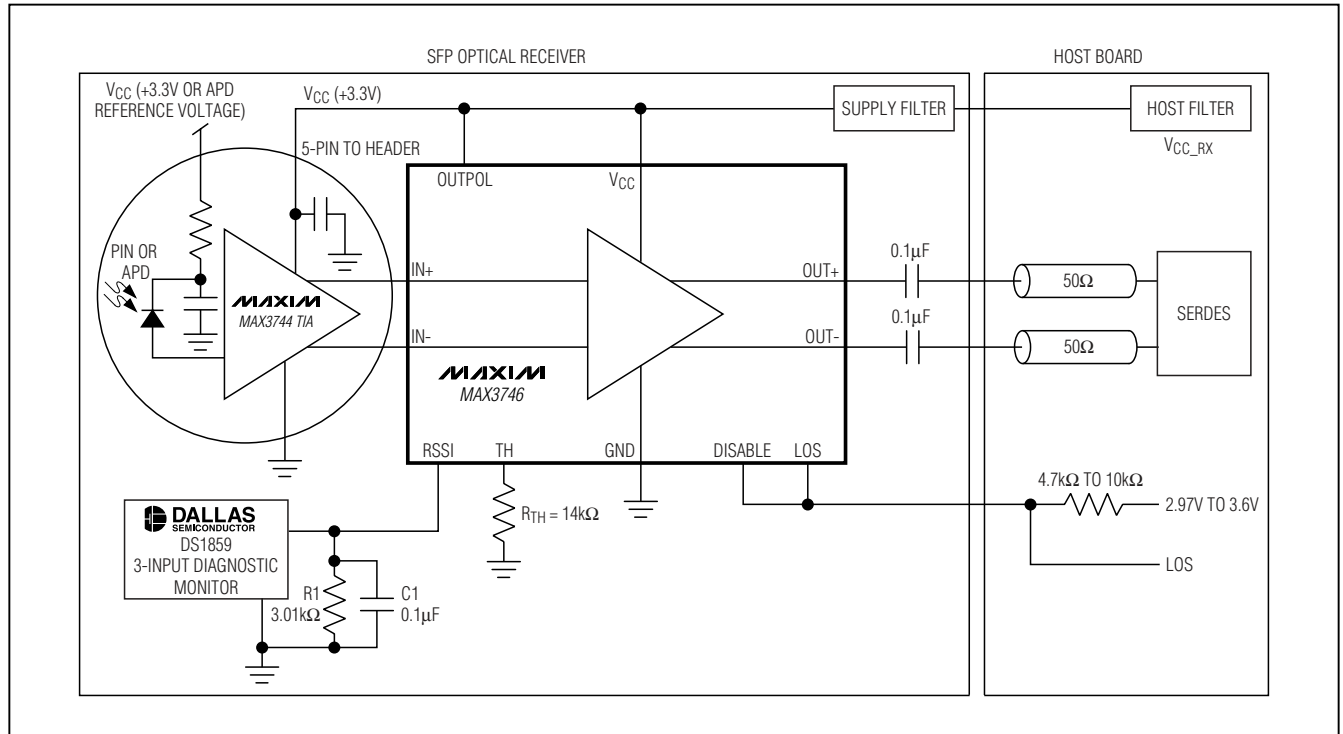 SFP OPTICAL RECEIVER
HOST BOARD
VCC (+3.3V OR APD
REFERENCE VOLTAGE)
VCC (+3.3V)
SUPPLY FILTER
HOST FILTER
VCC_RX
5-PIN TO HEADER
OUTPOL
VCC
PIN OR
APD
MAXIM
MAX3744 TIA
IN+
IN-
OUT+
OUT-
0.1μF
0.1μF
50Ω
50Ω
SERDES
MAXIM
MAX3746
RSSI
TH
GND
DISABLE
LOS
RTH = 14kΩ
4.7kΩ TO 10kΩ
2.97V TO 3.6V
LOS
DALLAS
SEMICONDUCTOR
DS1859
3-INPUT DIAGNOSTIC
MONITOR
R1
3.01kΩ
C1
0.1μF